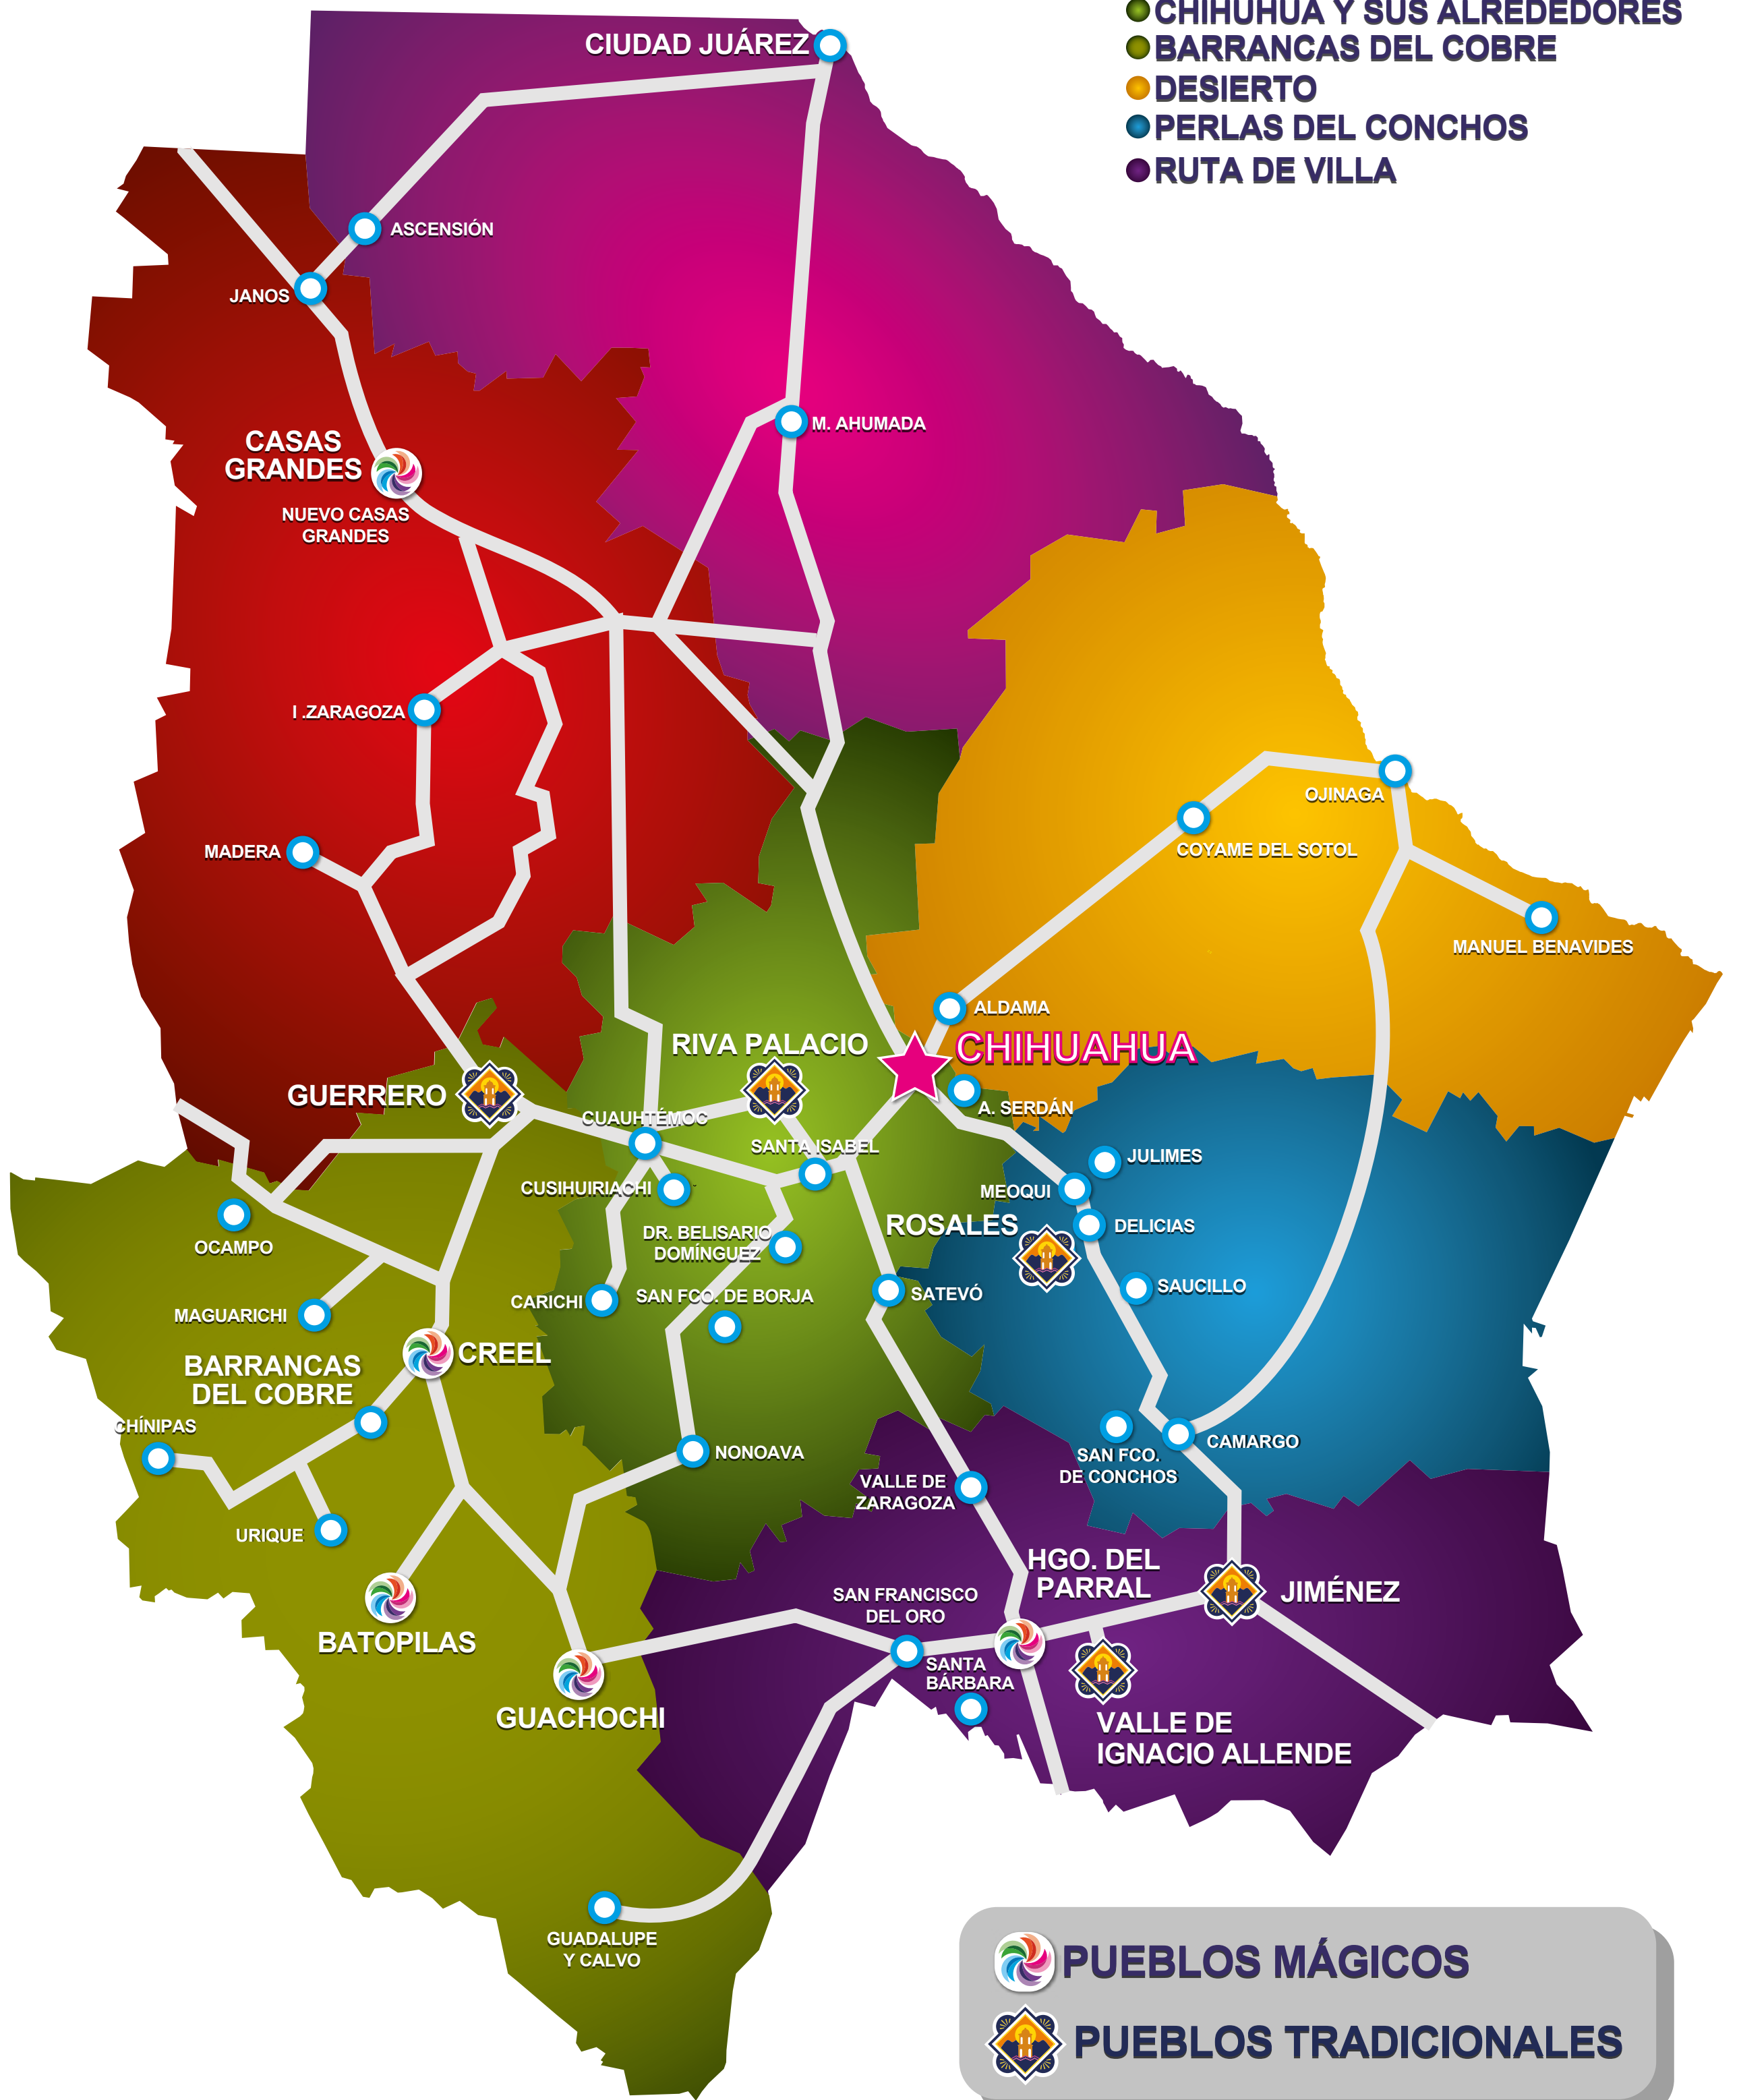 CHIHUHUA Y SUS ALREDEDORES
BARRANCAS DEL COBRE
DESIERTO
PERLAS DEL CONCHOS
RUTA DE VILLA
CIUDAD JUÁREZ
ASCENSIÓN
JANOS
M. AHUMADA
CASAS
GRANDES
NUEVO CASAS
GRANDES
I .ZARAGOZA
OJINAGA
COYAME DEL SOTOL
MADERA
MANUEL BENAVIDES
ALDAMA
RIVA PALACIO
CHIHUAHUA
GUERRERO
A. SERDÁN
CUAUHTÉMOC
SANTA ISABEL
JULIMES
CUSIHUIRIACHI
MEOQUI
ROSALES
DELICIAS
DR. BELISARIO
DOMÍNGUEZ
OCAMPO
SAUCILLO
SAN FCO. DE BORJA
SATEVÓ
CARICHI
MAGUARICHI
CREEL
BARRANCAS
DEL COBRE
CHÍNIPAS
NONOAVA
CAMARGO
SAN FCO.
DE CONCHOS
VALLE DE
ZARAGOZA
URIQUE
HGO. DEL
PARRAL
JIMÉNEZ
SAN FRANCISCO
DEL ORO
BATOPILAS
SANTA
BÁRBARA
GUACHOCHI
VALLE DE
IGNACIO ALLENDE
GUADALUPE
Y CALVO
PUEBLOS MÁGICOS
PUEBLOS TRADICIONALES